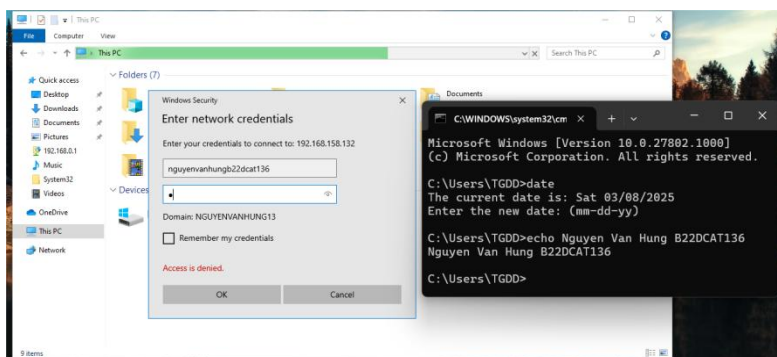 This PC
File
Computer
View
This PC
Search This PC
Quick access
Desktop
Downloads
Documents
Pictures
192.168.0.1
Music
System32
Videos
OneDrive
This PC
Network
Folders (7)
Documents
Devices
Windows Security
Enter network credentials
Enter your credentials to connect to: 192.168.158.132
nguyenvanhungb22dcat136
Domain: NGUYENVANHUNG13
Remember my credentials
Access is denied.
OK
Cancel
C:\WINDOWS\system32\cm
Microsoft Windows [Version 10.0.27802.1000]
(c) Microsoft Corporation. All rights reserved.
C:\Users\TGDD>date
The current date is: Sat 03/08/2025
Enter the new date: (mm-dd-yy)
C:\Users\TGDD>echo Nguyen Van Hung B22DCAT136
Nguyen Van Hung B22DCAT136
C:\Users\TGDD>
9 items